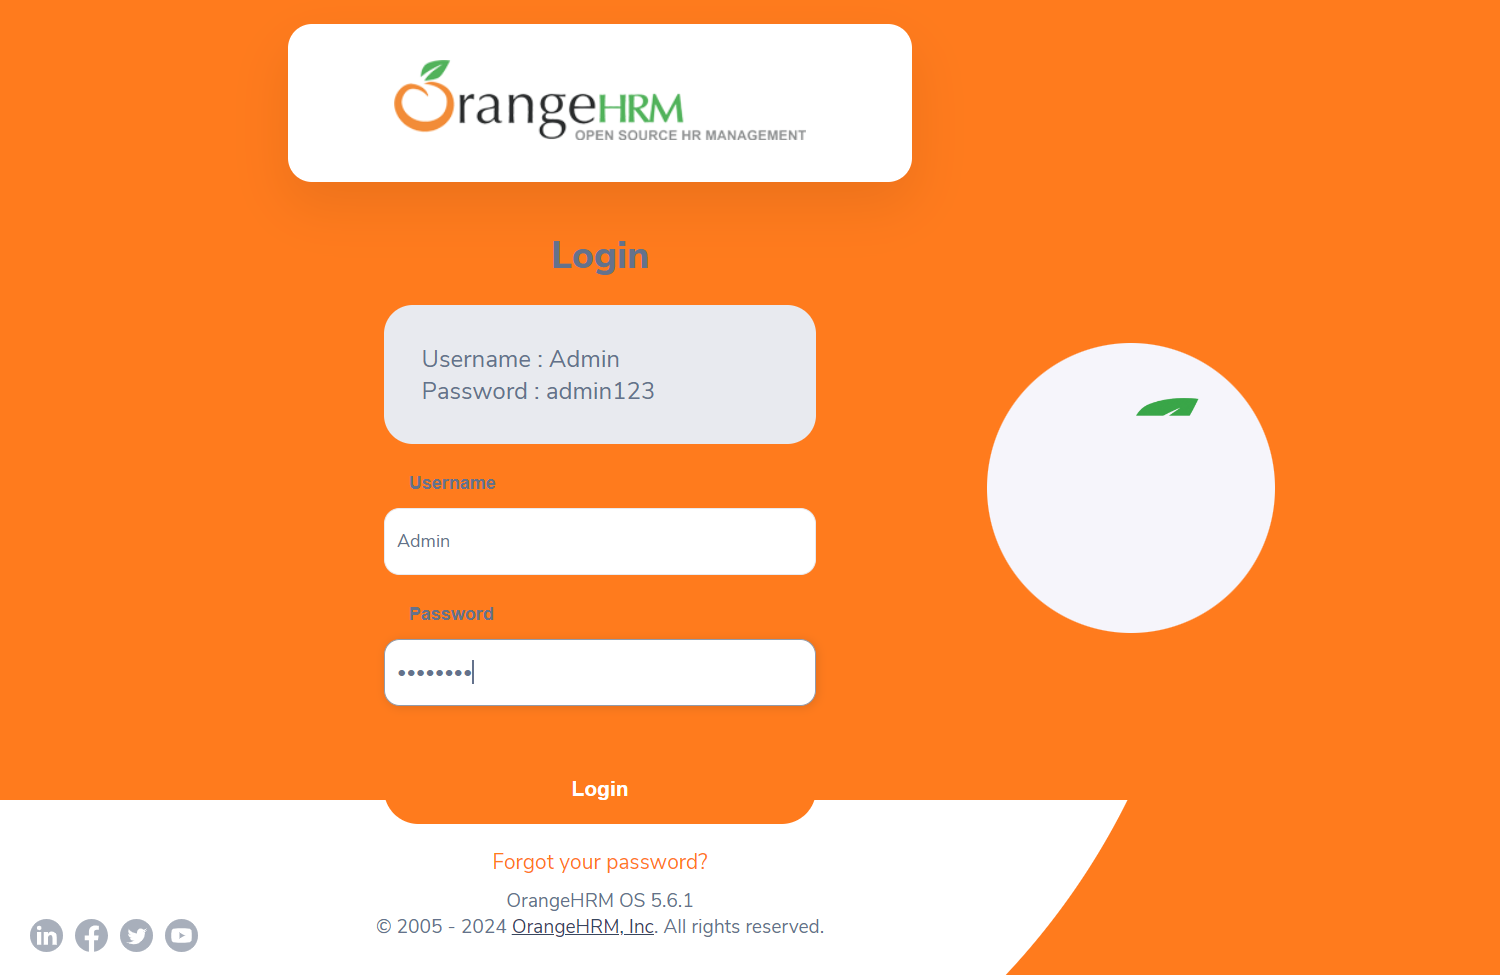 OrangeHRM
OPEN SOURCE HR MANAGEMENT
Login
Username : Admin
Password : admin123
Username
Admin
Password
••••••••
Login
Forgot your password?
OrangeHRM OS 5.6.1
© 2005 - 2024 OrangeHRM, Inc. All rights reserved.